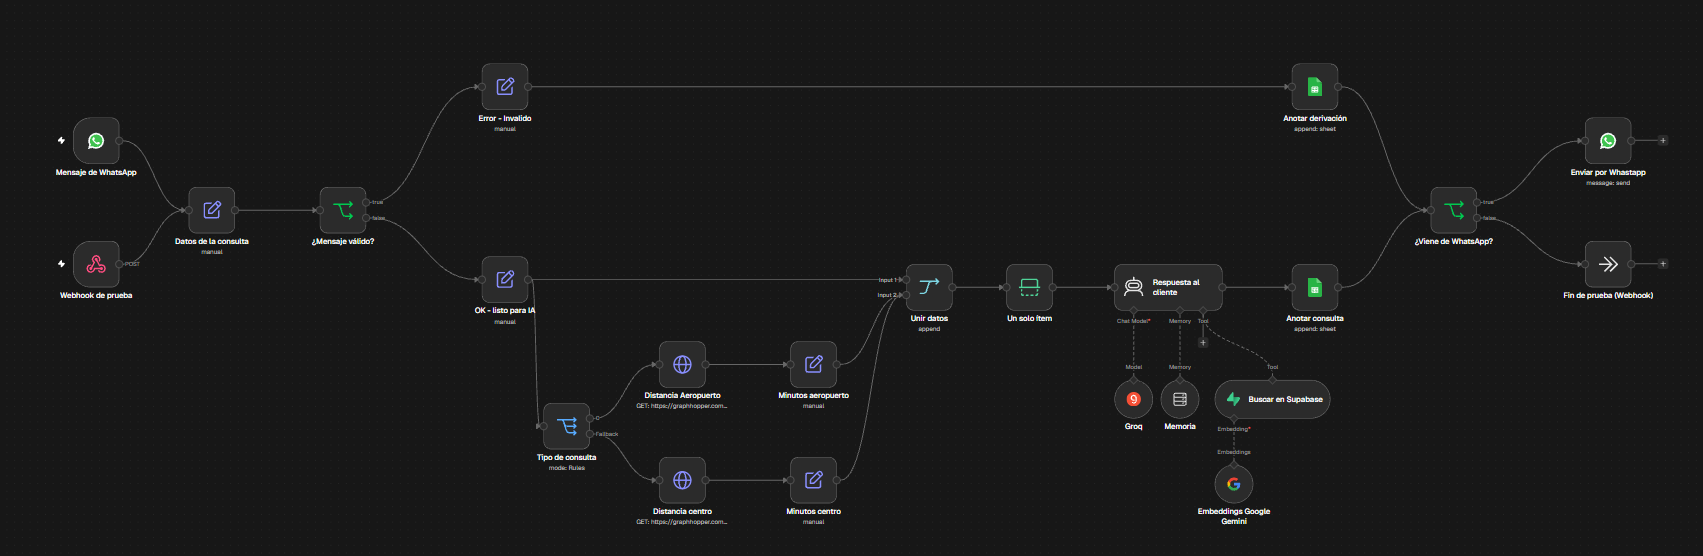 Error - Invalido
manual
Anotar derivación
append: sheet
Mensaje de WhatsApp
Enviar por Whastapp
message: send
true
false
Datos de la consulta
manual
¿Mensaje válido?
true
false
¿Viene de WhatsApp?
POST
Webhook de prueba
Fin de prueba (Webhook)
OK - listo para IA
manual
Input 1
Input 2
Unir datos
append
Un solo ítem
Respuesta al
cliente
Chat Model*
Memory
Tool
Anotar consulta
append: sheet
Model
Memory
Tool
Groq
Memoria
Buscar en Supabase
Embedding*
Embeddings
Embeddings Google
Gemini
Distancia Aeropuerto
GET: https://graphhopper.com...
Minutos aeropuerto
manual
Fallback
Tipo de consulta
mode: Rules
Distancia centro
GET: https://graphhopper.com...
Minutos centro
manual